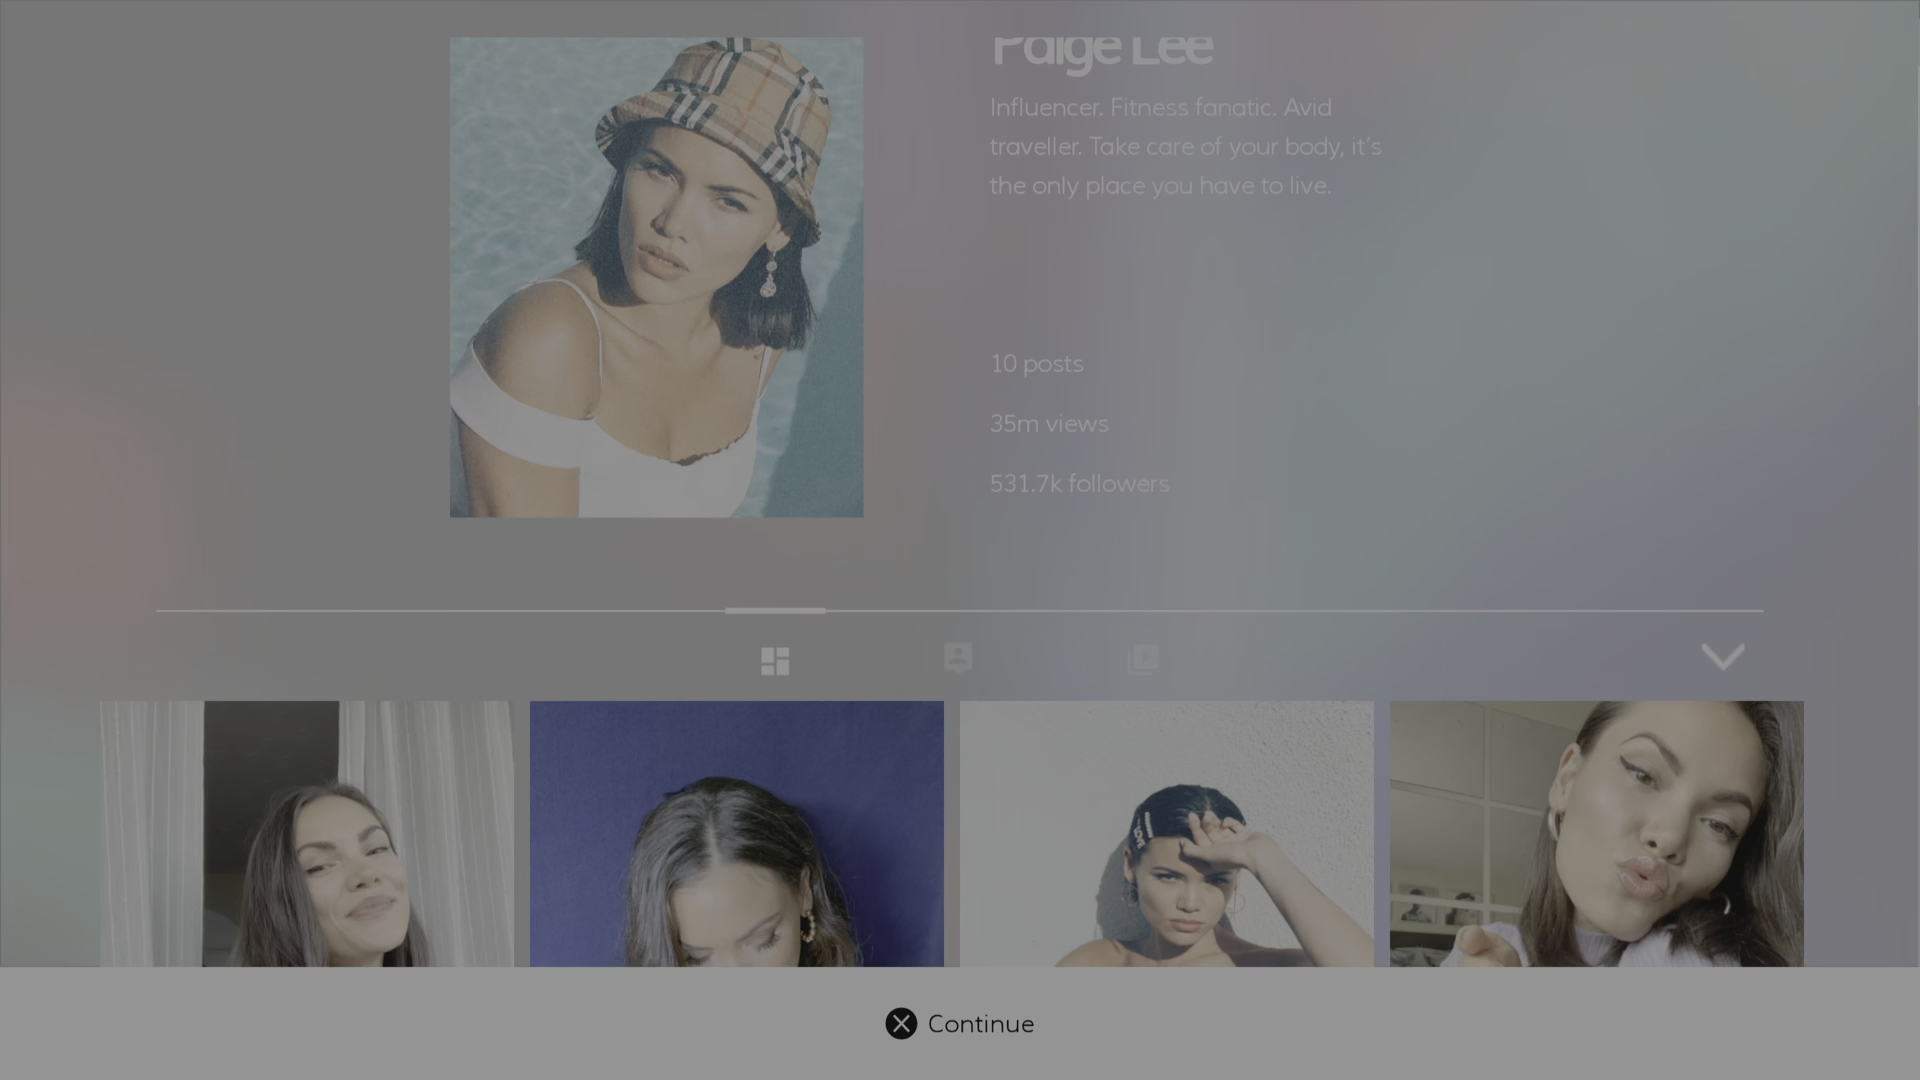 Paige Lee
Influencer. Fitness fanatic. Avid
traveller. Take care of your body, it's
the only place you have to live.
10 posts
35m views
531.7k followers
LOVE
Continue